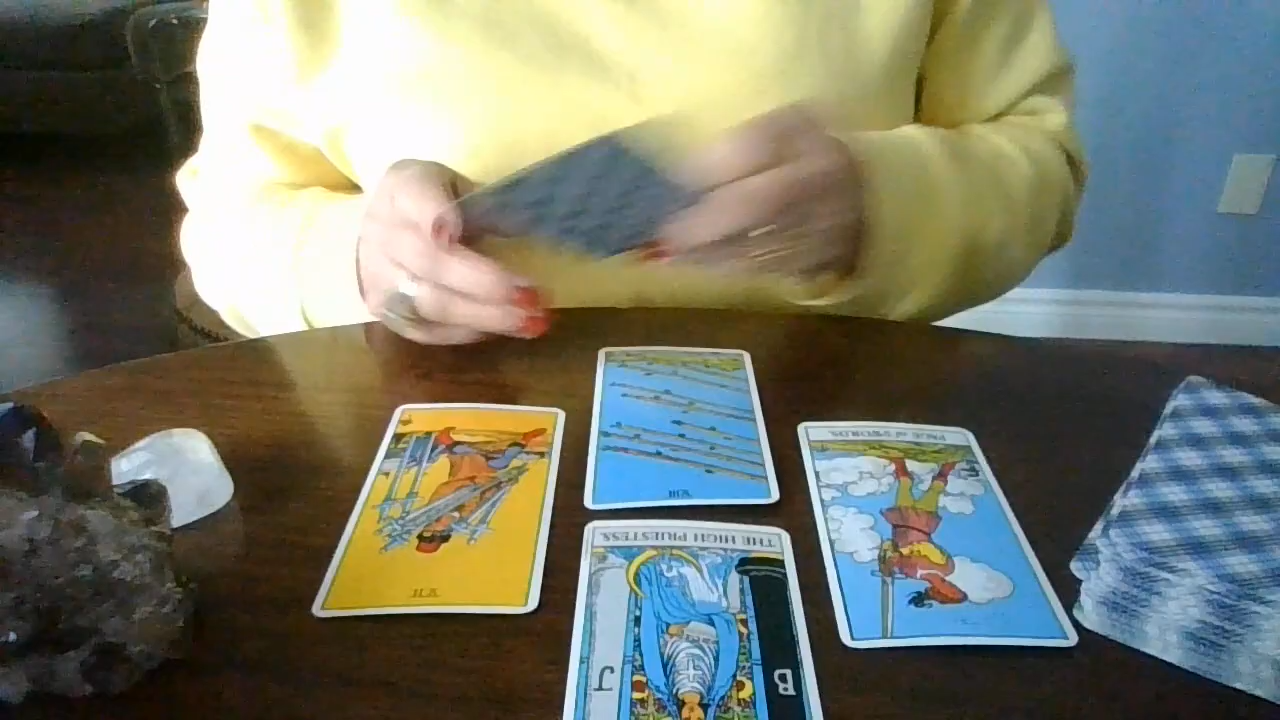 VIII
VII
PAGE of SWORDS.
THE HIGH PRIESTESS
B
J